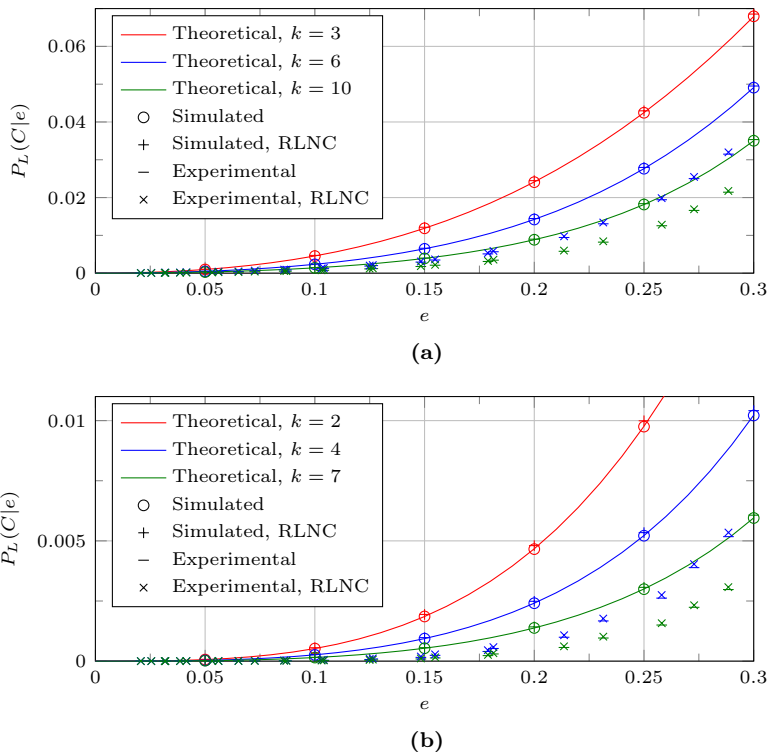 0.06
0.04
0.02
0
P_L(C|e)
Theoretical, k = 3
Theoretical, k = 6
Theoretical, k = 10
Simulated
Simulated, RLNC
Experimental
Experimental, RLNC
0 0.05 0.1 0.15 0.2 0.25 0.3
e
(a)
0.01
0.005
0
P_L(C|e)
Theoretical, k = 2
Theoretical, k = 4
Theoretical, k = 7
Simulated
Simulated, RLNC
Experimental
Experimental, RLNC
0 0.05 0.1 0.15 0.2 0.25 0.3
e
(b)